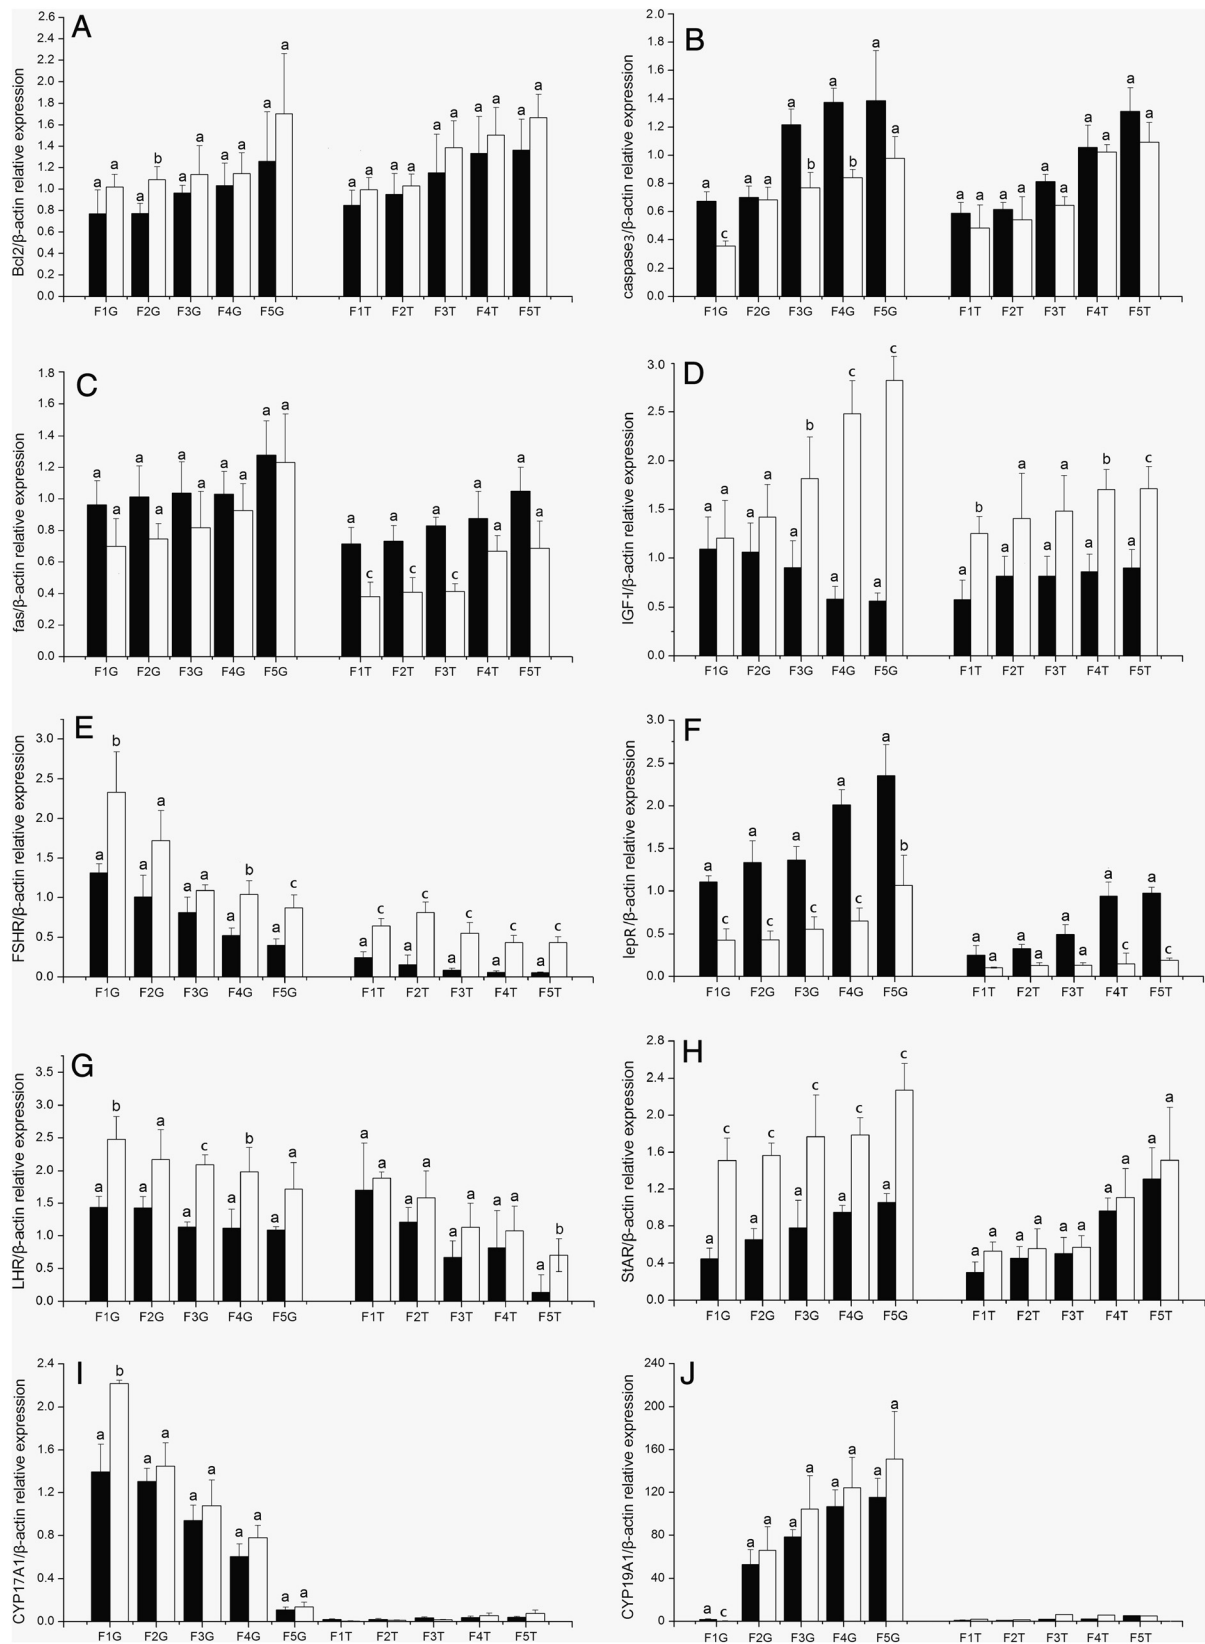 A
Bcl2/β-actin relative expression
2.6
2.4
2.2
2.0
1.8
1.6
1.4
1.2
1.0
0.8
0.6
0.4
0.2
0.0
a a a b a a a a a a
a a a a a a a a a a
F1G F2G F3G F4G F5G F1T F2T F3T F4T F5T
B
caspase3/β-actin relative expression
2.0
1.8
1.6
1.4
1.2
1.0
0.8
0.6
0.4
0.2
0.0
a c a a a b a b a a
a a a a a a a a a a
F1G F2G F3G F4G F5G F1T F2T F3T F4T F5T
C
fas/β-actin relative expression
1.8
1.6
1.4
1.2
1.0
0.8
0.6
0.4
0.2
0.0
a a a a a a a a a a
a c a c a c a a a a
F1G F2G F3G F4G F5G F1T F2T F3T F4T F5T
D
IGF-I/β-actin relative expression
3.0
2.5
2.0
1.5
1.0
0.5
0.0
a a a a a b a c a c
a b a a a a a b a c
F1G F2G F3G F4G F5G F1T F2T F3T F4T F5T
E
FSHR/β-actin relative expression
3.0
2.5
2.0
1.5
1.0
0.5
0.0
a b a a a a a b a c
a c a c a c a c a c
F1G F2G F3G F4G F5G F1T F2T F3T F4T F5T
F
lepR/β-actin relative expression
3.0
2.5
2.0
1.5
1.0
0.5
0.0
a c a c a c a c a b
a a a a a a a c a c
F1G F2G F3G F4G F5G F1T F2T F3T F4T F5T
G
LHR/β-actin relative expression
3.5
3.0
2.5
2.0
1.5
1.0
0.5
0.0
a b a a a c a b a a
a a a a a a a a a b
F1G F2G F3G F4G F5G F1T F2T F3T F4T F5T
H
StAR/β-actin relative expression
2.8
2.4
2.0
1.6
1.2
0.8
0.4
0.0
a c a c a c a c a c
a a a a a a a a a a
F1G F2G F3G F4G F5G F1T F2T F3T F4T F5T
I
CYP17A1/β-actin relative expression
2.4
2.0
1.6
1.2
0.8
0.4
0.0
a b a a a a a a a a
F1G F2G F3G F4G F5G F1T F2T F3T F4T F5T
J
CYP19A1/β-actin relative expression
240
200
160
120
80
40
0
a c a a a a a a a a
F1G F2G F3G F4G F5G F1T F2T F3T F4T F5T